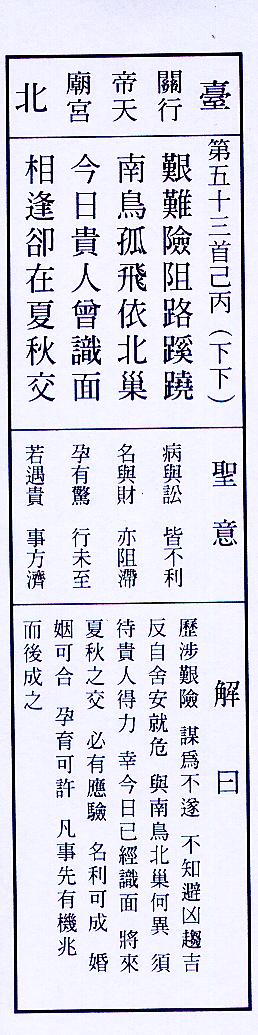 臺
關行
帝天
廟宮
北
第五十三首己丙(下下)
艱難險阻路蹊蹺
南鳥孤飛依北巢
今日貴人曾識面
相逢卻在夏秋交
聖意
病與訟 皆不利
名與財 亦阻滯
孕有驚 行未至
若遇貴 事方濟
解曰
歷涉艱險 謀為不遂 不知避凶趨吉
反自舍安就危 與南鳥北巢何異 須
待貴人得力 幸今日已經識面 將來
夏秋之交 必有應驗 名利可成 婚
姻可合 孕育可許 凡事先有機兆
而後成之